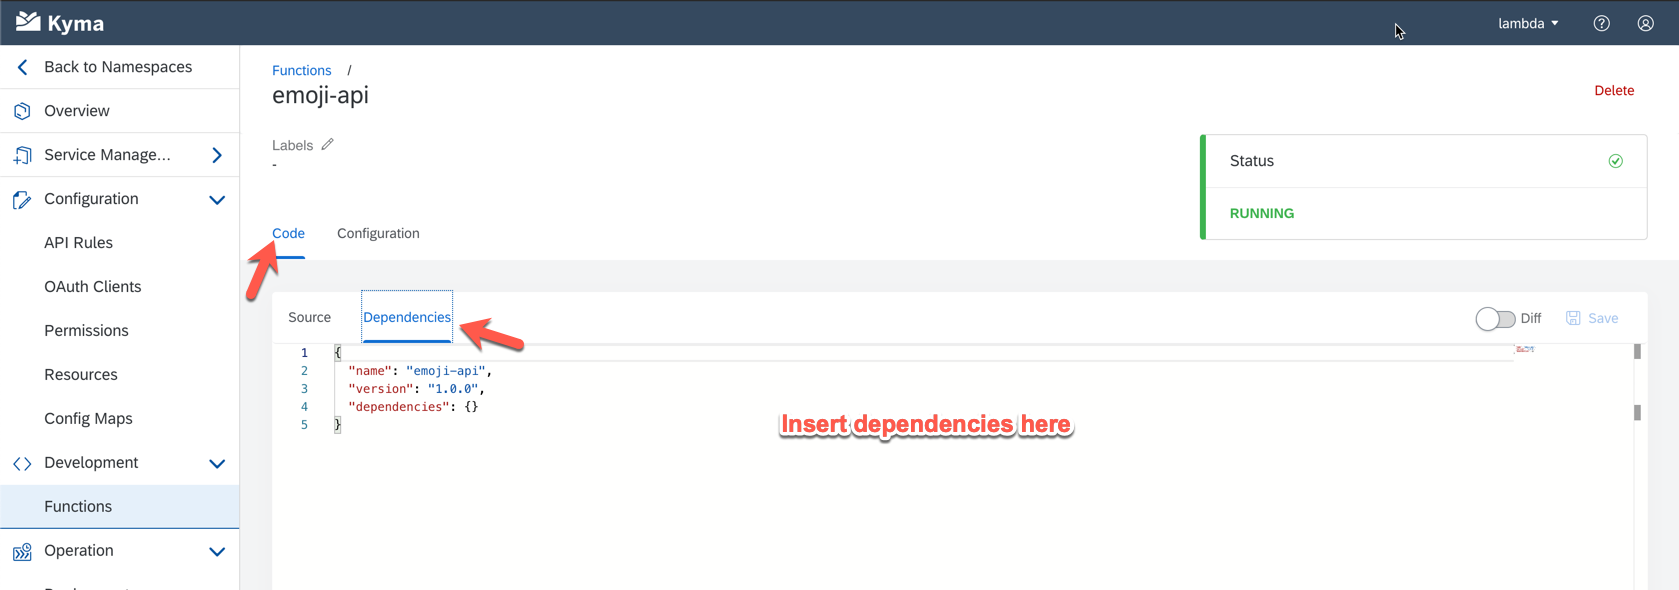 Kyma
lambda
Back to Namespaces
Overview
Service Manage...
Configuration
API Rules
OAuth Clients
Permissions
Resources
Config Maps
Development
Functions
Operation
Functions /
emoji-api
Delete
Labels
-
Status
RUNNING
Code Configuration
Source Dependencies
Diff Save
1 {
2 "name": "emoji-api",
3 "version": "1.0.0",
4 "dependencies": {}
5 }
Insert dependencies here